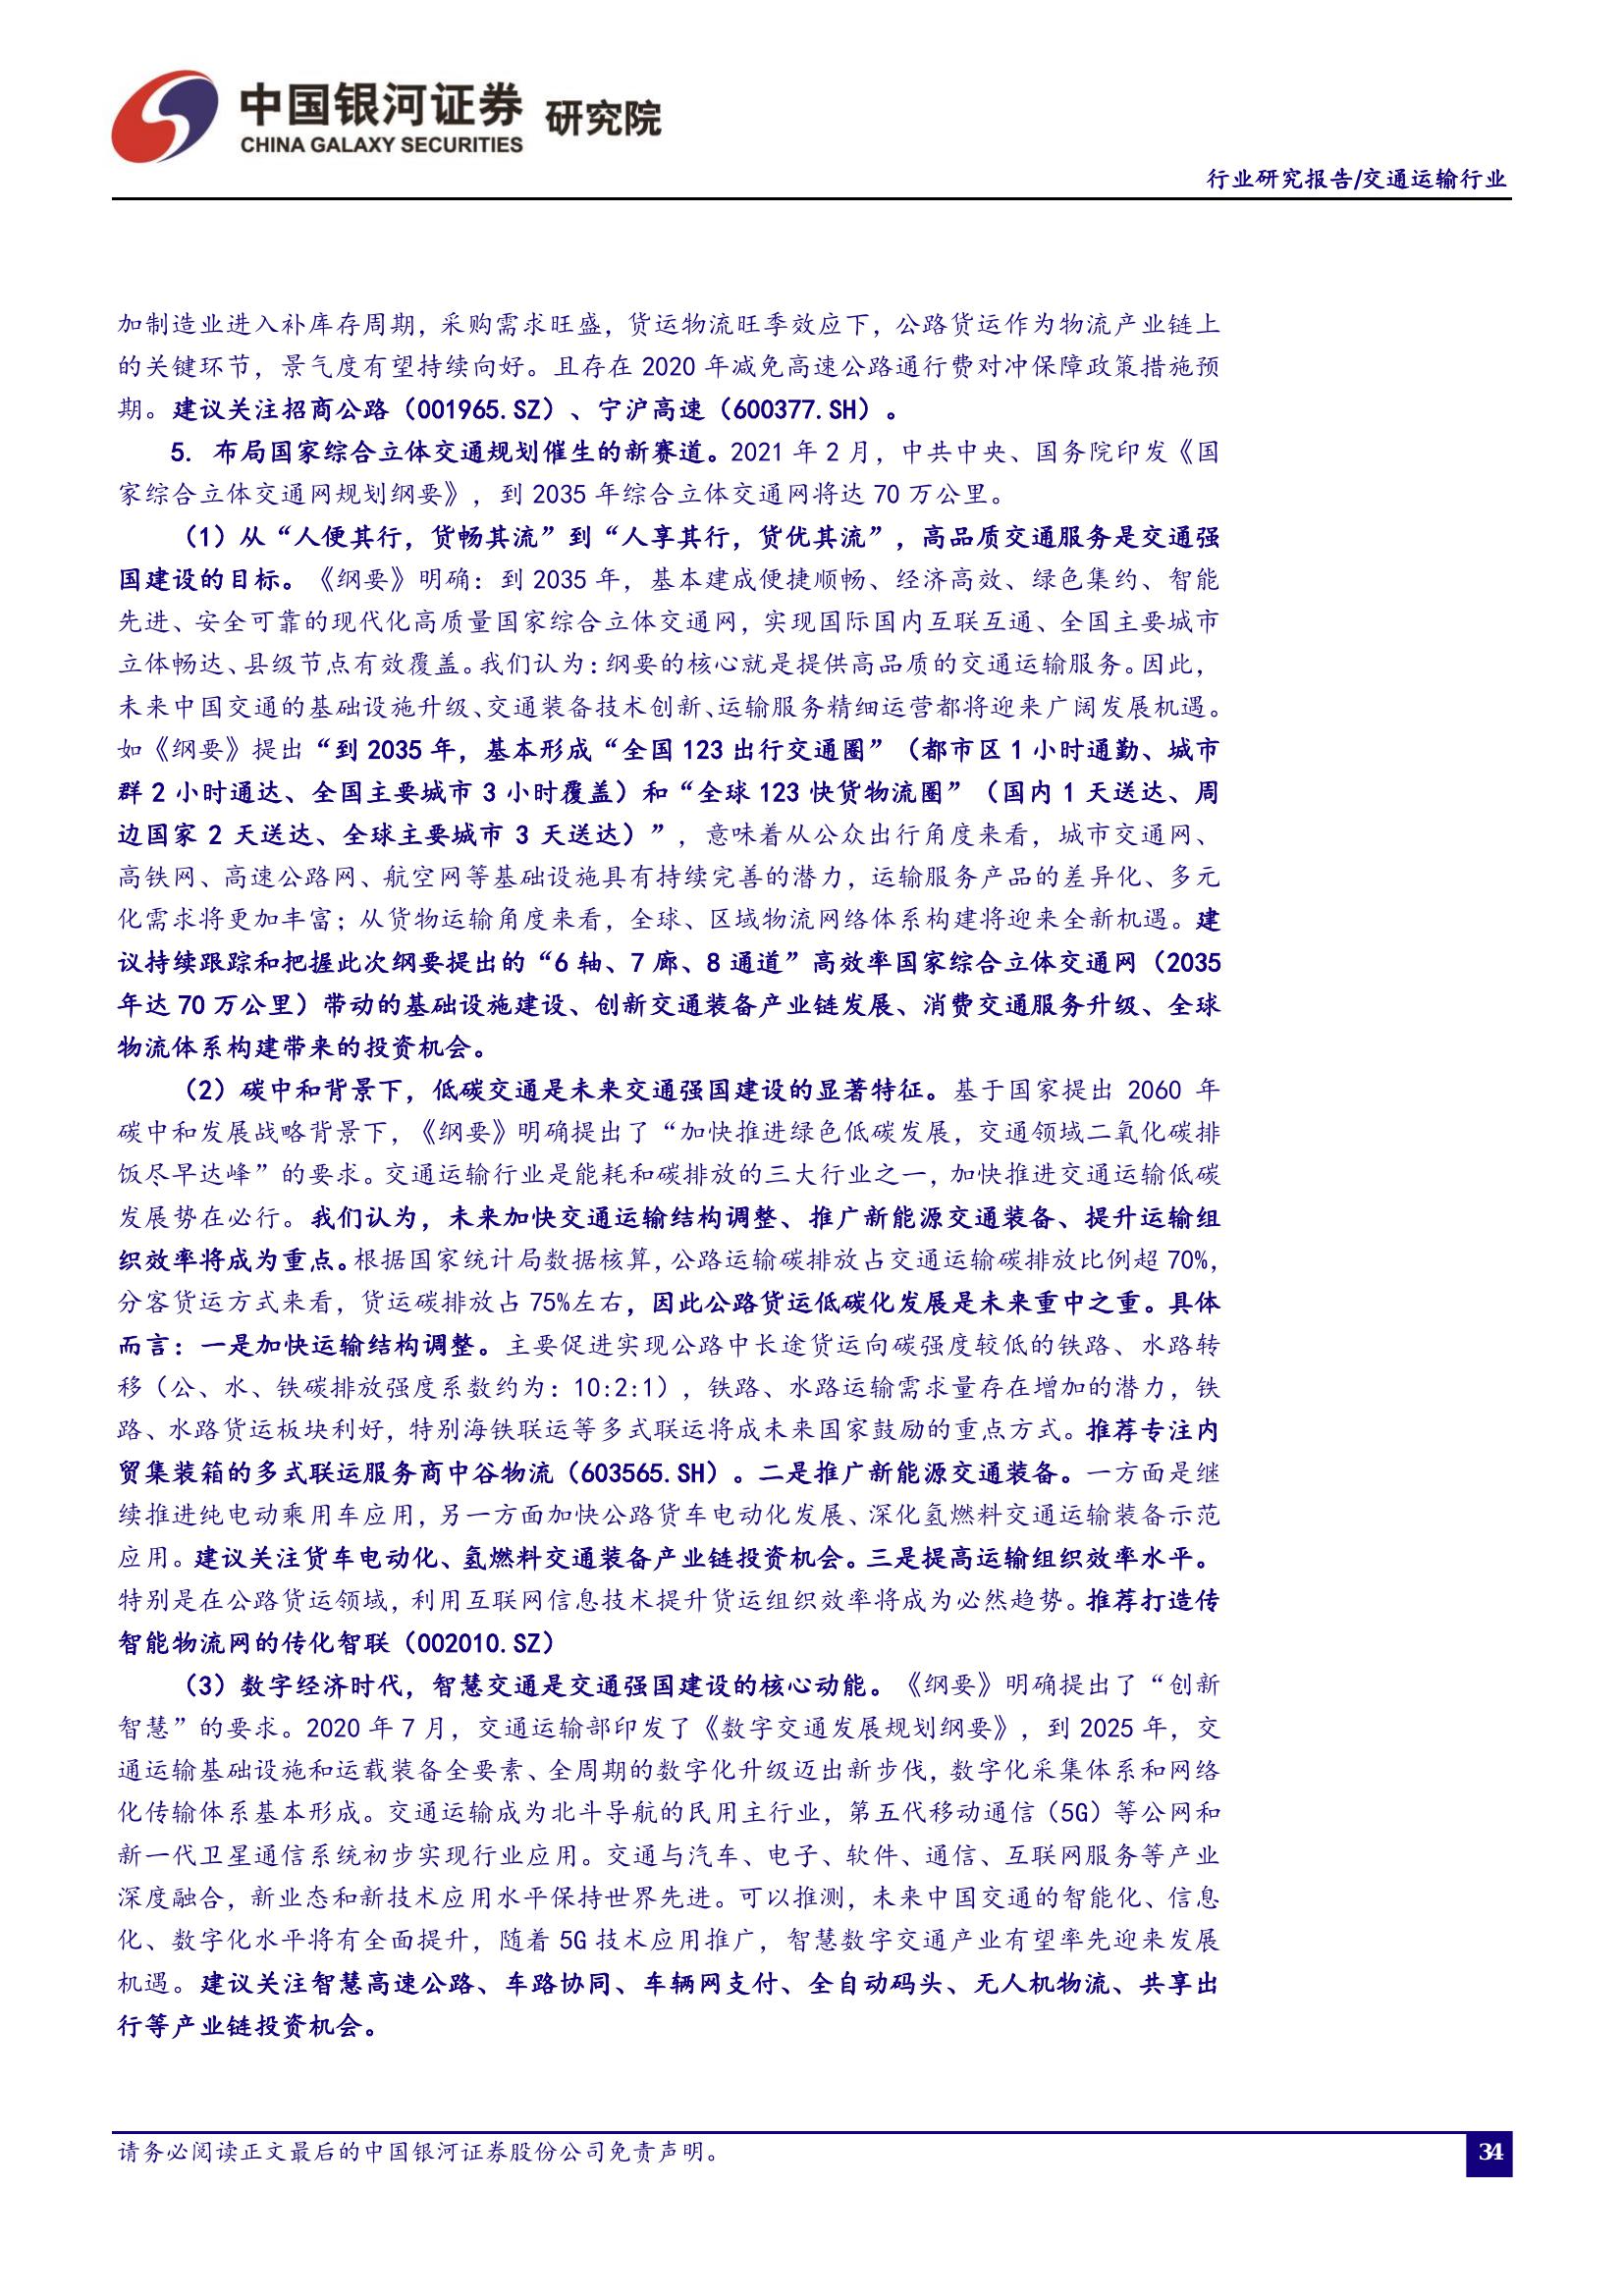 中国银河证券 研究院
CHINA GALAXY SECURITIES
行业研究报告/交通运输行业
加制造业进入补库存周期，采购需求旺盛，货运物流旺季效应下，公路货运作为物流产业链上
的关键环节，景气度有望持续向好。且存在 2020 年减免高速公路通行费对冲保障政策措施预
期。建议关注招商公路（001965.SZ）、宁沪高速（600377.SH）。
5. 布局国家综合立体交通规划催生的新赛道。2021 年 2 月，中共中央、国务院印发《国
家综合立体交通网规划纲要》，到 2035 年综合立体交通网将达 70 万公里。
（1）从“人便其行，货畅其流”到“人享其行，货优其流”，高品质交通服务是交通强
国建设的目标。《纲要》明确：到 2035 年，基本建成便捷顺畅、经济高效、绿色集约、智能
先进、安全可靠的现代化高质量国家综合立体交通网，实现国际国内互联互通、全国主要城市
立体畅达、县级节点有效覆盖。我们认为：纲要的核心就是提供高品质的交通运输服务。因此，
未来中国交通的基础设施升级、交通装备技术创新、运输服务精细运营都将迎来广阔发展机遇。
如《纲要》提出“到 2035 年，基本形成“全国 123 出行交通圈”（都市区 1 小时通勤、城市
群 2 小时通达、全国主要城市 3 小时覆盖）和“全球 123 快货物流圈”（国内 1 天送达、周
边国家 2 天送达、全球主要城市 3 天送达）”，意味着从公众出行角度来看，城市交通网、
高铁网、高速公路网、航空网等基础设施具有持续完善的潜力，运输服务产品的差异化、多元
化需求将更加丰富；从货物运输角度来看，全球、区域物流网络体系构建将迎来全新机遇。建
议持续跟踪和把握此次纲要提出的“6 轴、7 廊、8 通道”高效率国家综合立体交通网（2035
年达 70 万公里）带动的基础设施建设、创新交通装备产业链发展、消费交通服务升级、全球
物流体系构建带来的投资机会。
（2）碳中和背景下，低碳交通是未来交通强国建设的显著特征。基于国家提出 2060 年
碳中和发展战略背景下，《纲要》明确提出了“加快推进绿色低碳发展，交通领域二氧化碳排
饭尽早达峰”的要求。交通运输行业是能耗和碳排放的三大行业之一，加快推进交通运输低碳
发展势在必行。我们认为，未来加快交通运输结构调整、推广新能源交通装备、提升运输组
织效率将成为重点。根据国家统计局数据核算，公路运输碳排放占交通运输碳排放比例超 70%，
分客货运方式来看，货运碳排放占 75%左右，因此公路货运低碳化发展是未来重中之重。具体
而言：一是加快运输结构调整。主要促进实现公路中长途货运向碳强度较低的铁路、水路转
移（公、水、铁碳排放强度系数约为：10:2:1），铁路、水路运输需求量存在增加的潜力，铁
路、水路货运板块利好，特别海铁联运等多式联运将成未来国家鼓励的重点方式。推荐专注内
贸集装箱的多式联运服务商中谷物流（603565.SH）。二是推广新能源交通装备。一方面是继
续推进纯电动乘用车应用，另一方面加快公路货车电动化发展、深化氢燃料交通运输装备示范
应用。建议关注货车电动化、氢燃料交通装备产业链投资机会。三是提高运输组织效率水平。
特别是在公路货运领域，利用互联网信息技术提升货运组织效率将成为必然趋势。推荐打造传
智能物流网的传化智联（002010.SZ）
（3）数字经济时代，智慧交通是交通强国建设的核心动能。《纲要》明确提出了“创新
智慧”的要求。2020 年 7 月，交通运输部印发了《数字交通发展规划纲要》，到 2025 年，交
通运输基础设施和运载装备全要素、全周期的数字化升级迈出新步伐，数字化采集体系和网络
化传输体系基本形成。交通运输成为北斗导航的民用主行业，第五代移动通信（5G）等公网和
新一代卫星通信系统初步实现行业应用。交通与汽车、电子、软件、通信、互联网服务等产业
深度融合，新业态和新技术应用水平保持世界先进。可以推测，未来中国交通的智能化、信息
化、数字化水平将有全面提升，随着 5G 技术应用推广，智慧数字交通产业有望率先迎来发展
机遇。建议关注智慧高速公路、车路协同、车辆网支付、全自动码头、无人机物流、共享出
行等产业链投资机会。
请务必阅读正文最后的中国银河证券股份公司免责声明。
34